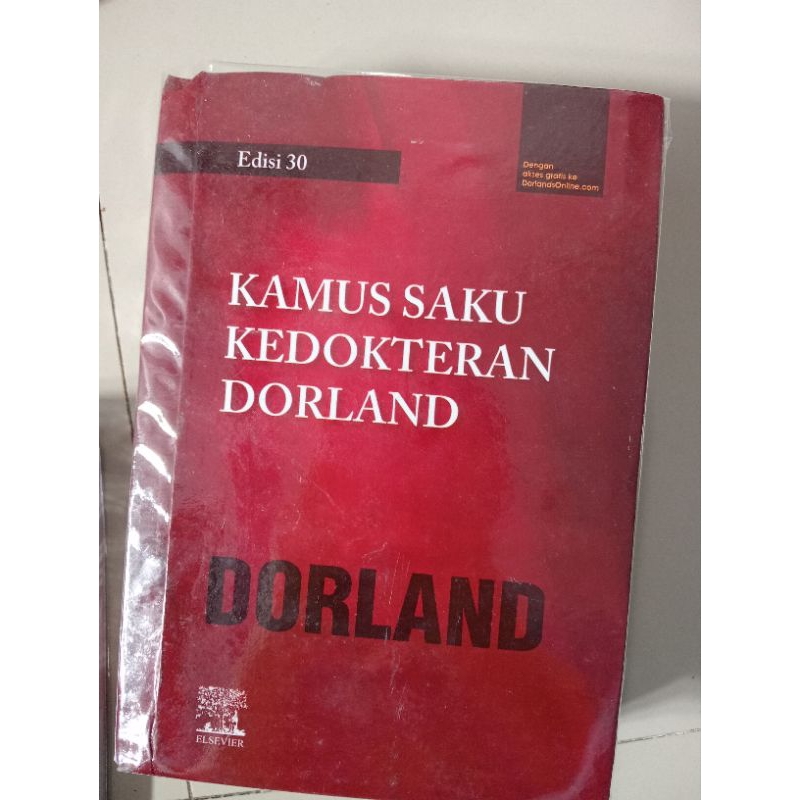 Edisi 30
Dengan
akses gratis ke
DorlandsOnline.com
KAMUS SAKU
KEDOKTERAN
DORLAND
DORLAND
ELSEVIER